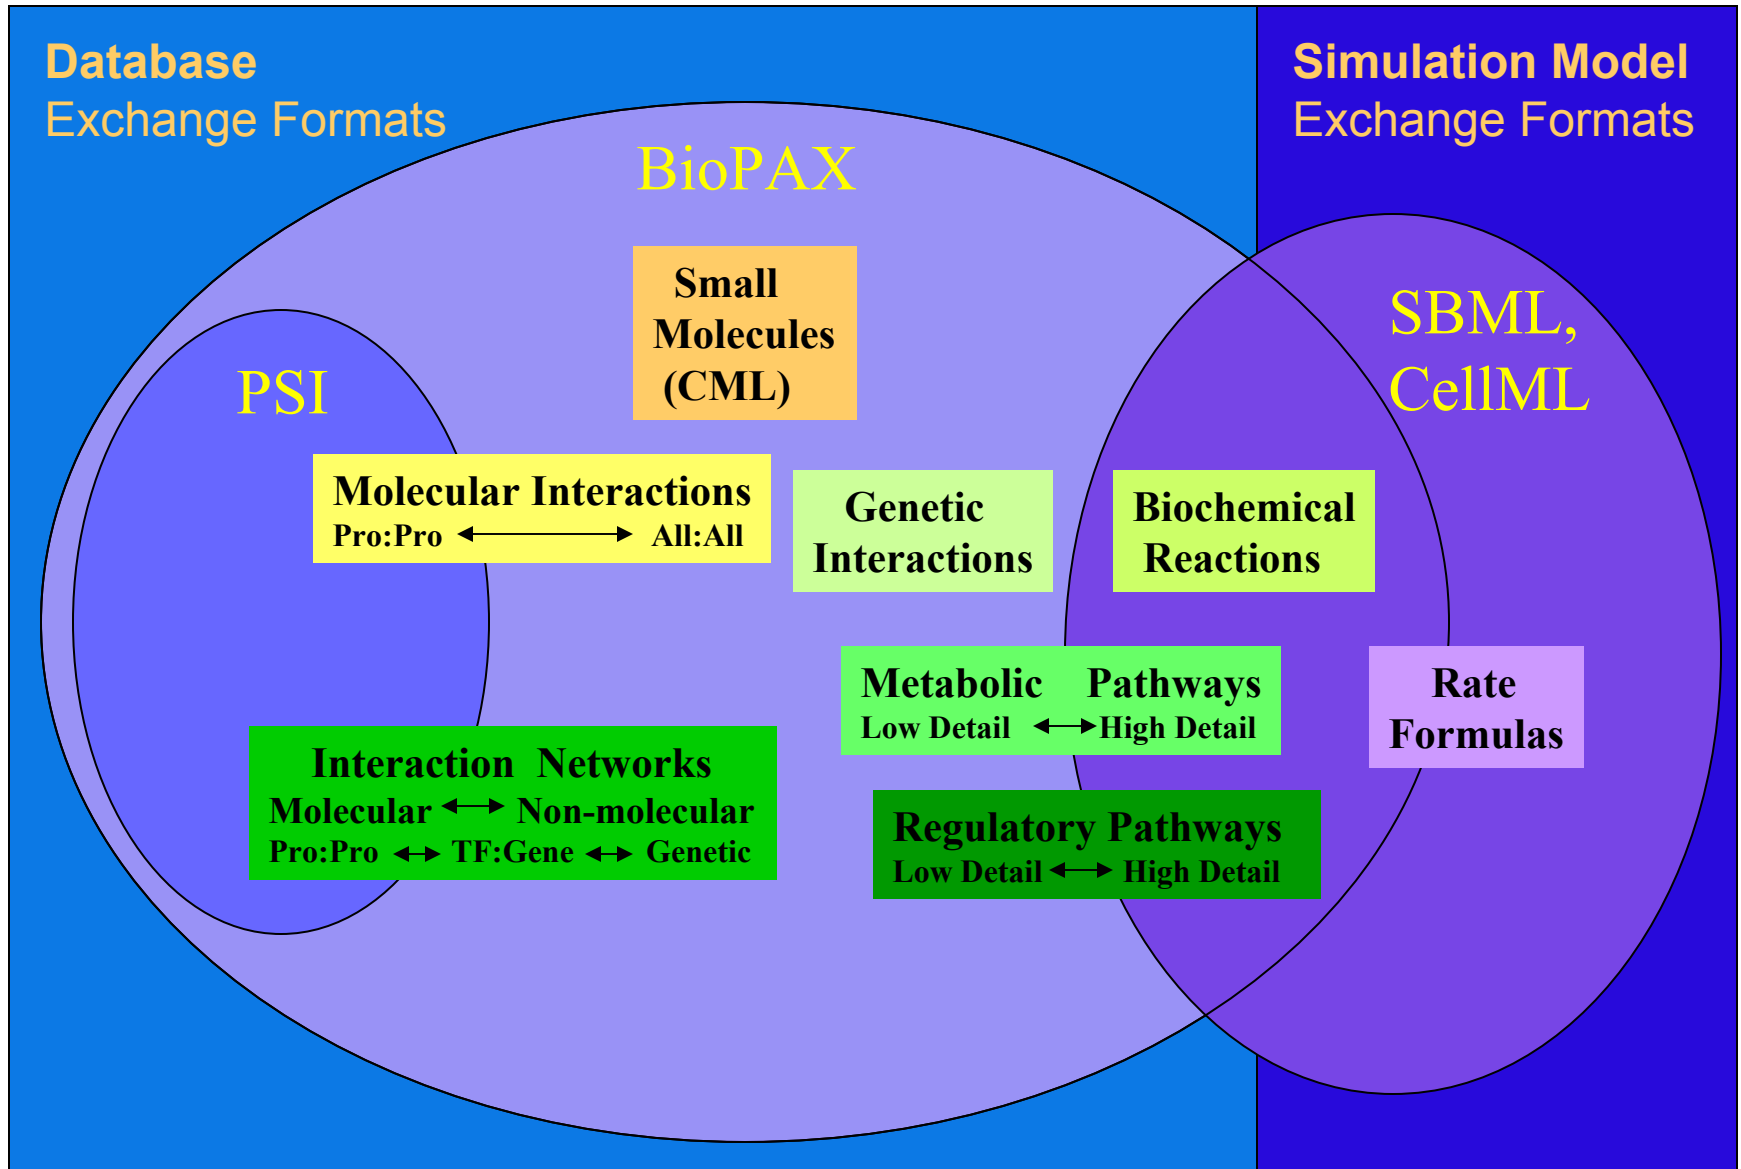 Database
Exchange Formats
Simulation Model
Exchange Formats
BioPAX
Small
Molecules
(CML)
SBML,
CellML
PSI
Molecular Interactions
Pro:Pro All:All
Genetic
Interactions
Biochemical
Reactions
Metabolic Pathways
Low Detail High Detail
Rate
Formulas
Interaction Networks
Molecular Non-molecular
Pro:Pro TF:Gene Genetic
Regulatory Pathways
Low Detail High Detail